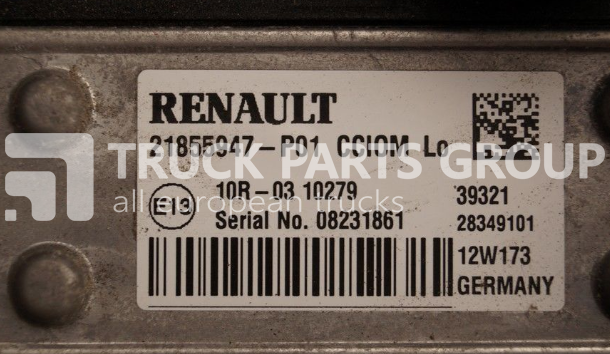 RENAULT
21855947-P01 CCIOM Lo
TRUCK PARTS GROUP
10R-03 10279 39321
all european trucks
E19
Serial No. 08231861 28349101
12W173
GERMANY